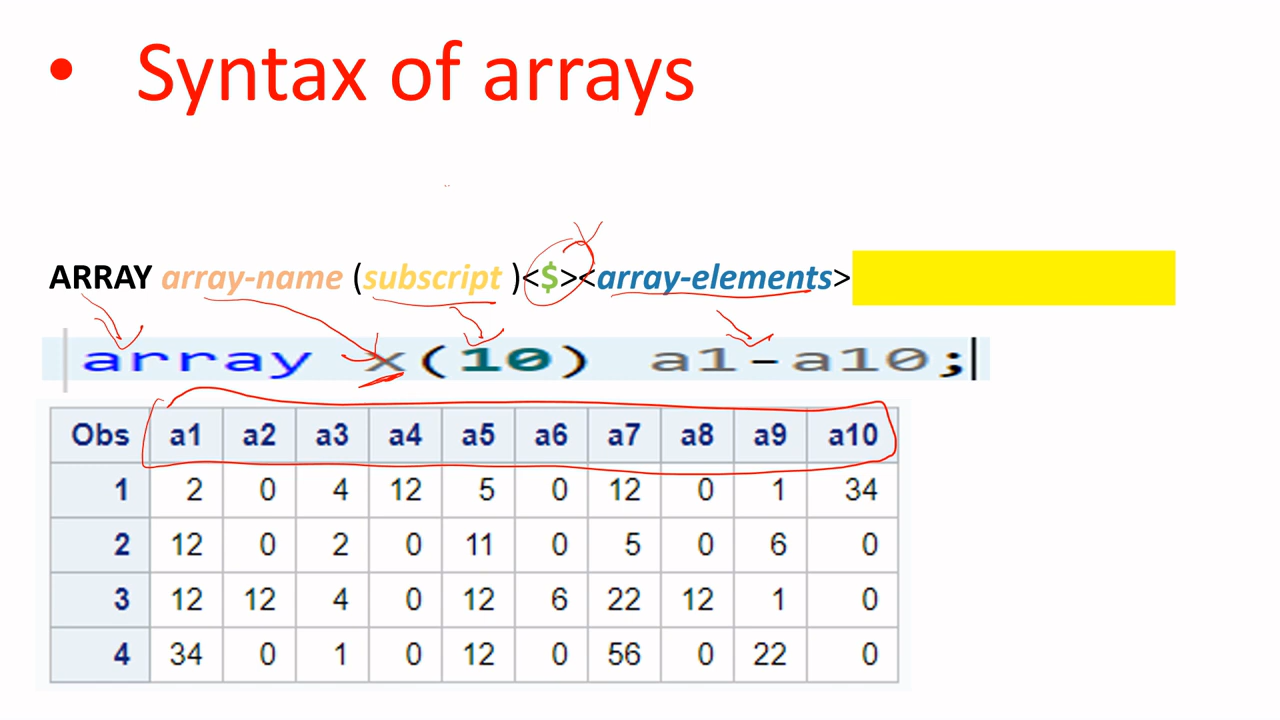 • Syntax of arrays
ARRAY array-name (subscript )<$><array-elements>
array x(10) a1-a10;
Obs a1 a2 a3 a4 a5 a6 a7 a8 a9 a10
1 2 0 4 12 5 0 12 0 1 34
2 12 0 2 0 11 0 5 0 6 0
3 12 12 4 0 12 6 22 12 1 0
4 34 0 1 0 12 0 56 0 22 0